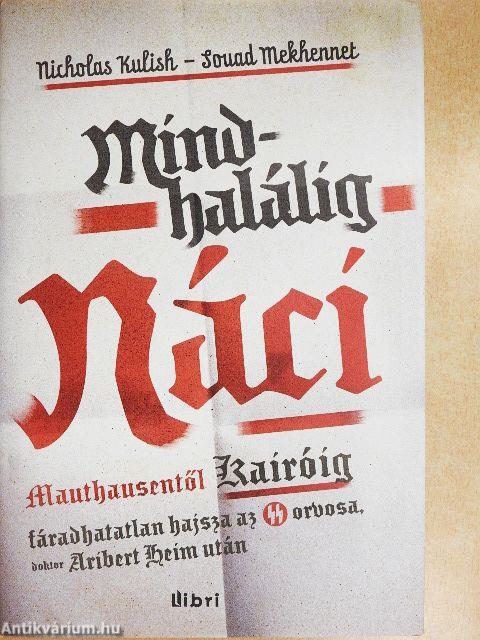 Nicholas Kulish – Souad Mekhennet
Mind-
halálig
Náci
Mauthausentől Kairóig
fáradhatatlan hajsza az SS orvosa,
doktor Aribert Heim után
Libri
Antikvárium.hu